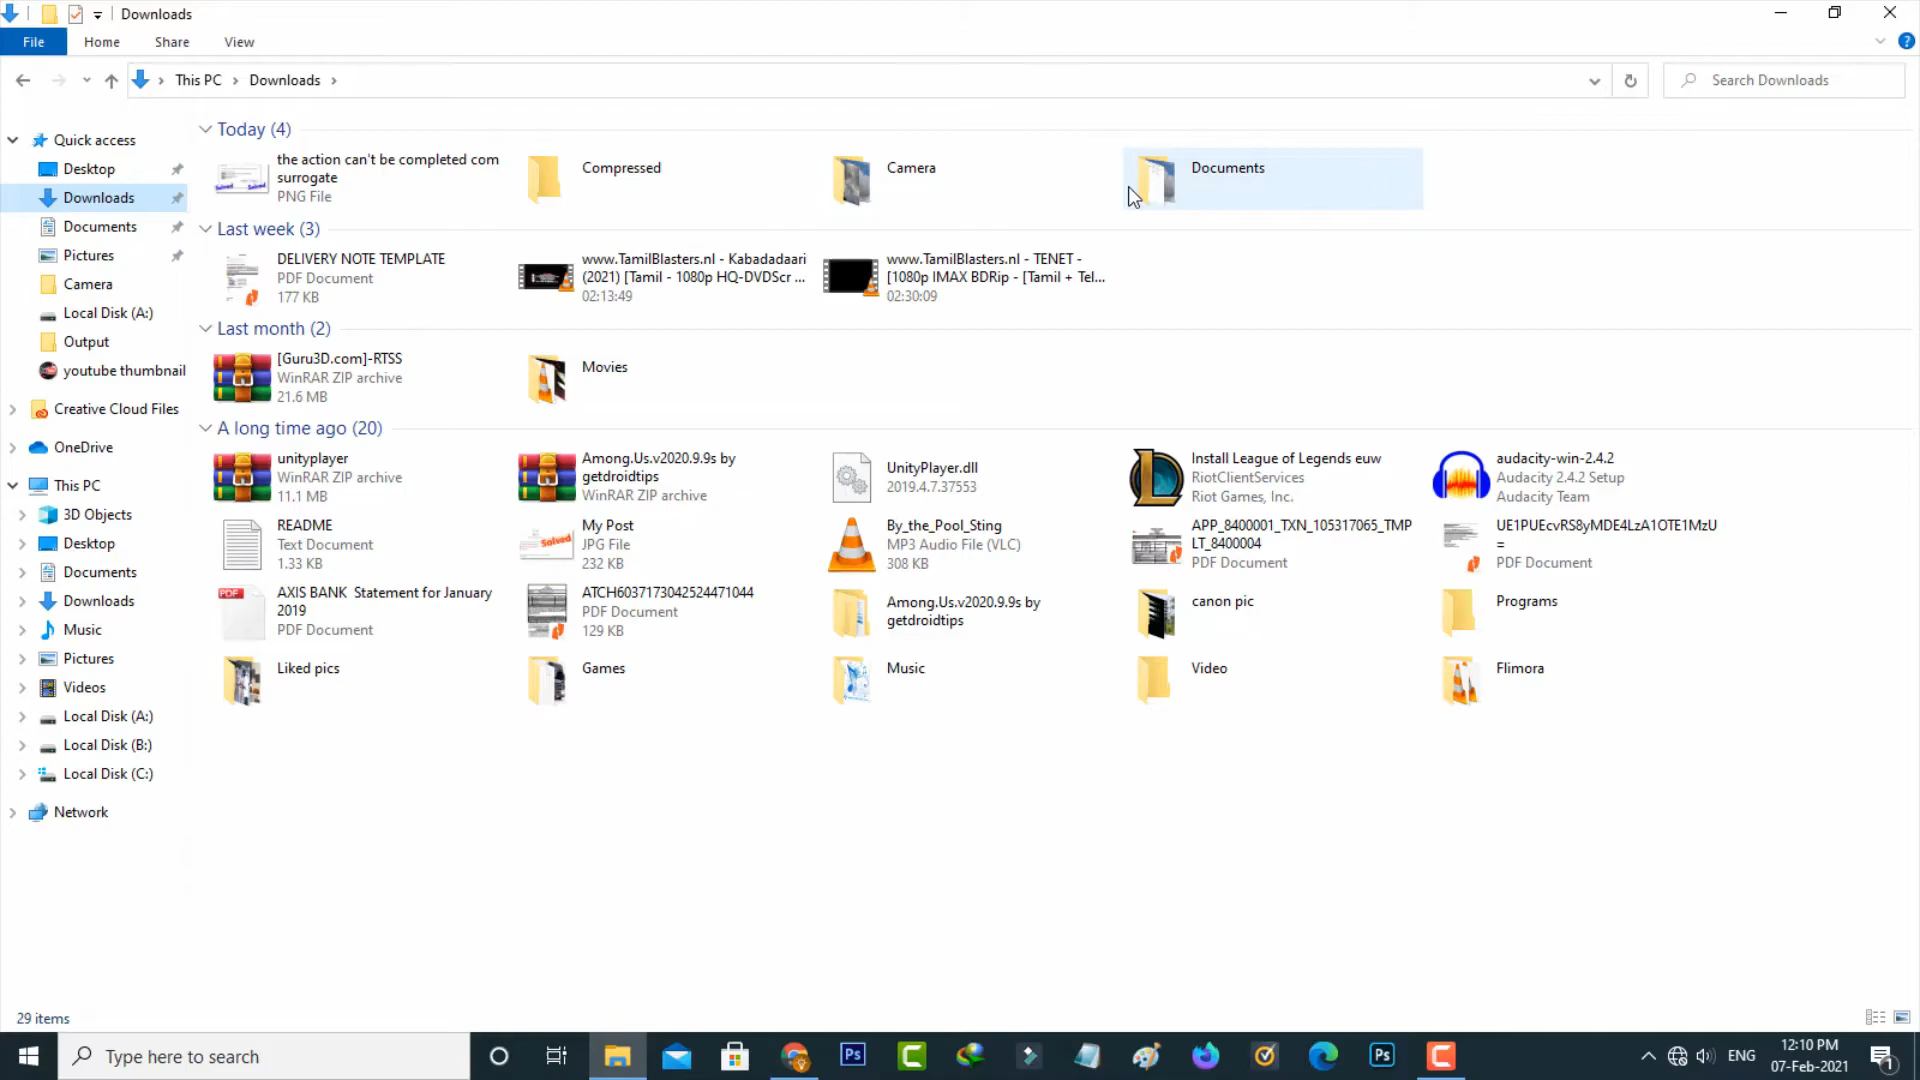 Downloads
File Home Share View
This PC Downloads
Search Downloads
Quick access
Desktop
Downloads
Documents
Pictures
Camera
Local Disk (A:)
Output
youtube thumbnail
Creative Cloud Files
OneDrive
This PC
3D Objects
Desktop
Documents
Downloads
Music
Pictures
Videos
Local Disk (A:)
Local Disk (B:)
Local Disk (C:)
Network
Today (4)
the action can't be completed com
surrogate
PNG File
Compressed
Camera
Documents
Last week (3)
DELIVERY NOTE TEMPLATE
PDF Document
177 KB
www.TamilBlasters.nl - Kabadadaari
(2021) [Tamil - 1080p HQ-DVDScr ...
02:13:49
www.TamilBlasters.nl - TENET -
[1080p IMAX BDRip - [Tamil + Tel...
02:30:09
Last month (2)
[Guru3D.com]-RTSS
WinRAR ZIP archive
21.6 MB
Movies
A long time ago (20)
unityplayer
WinRAR ZIP archive
11.1 MB
Among.Us.v2020.9.9s by
getdroidtips
WinRAR ZIP archive
UnityPlayer.dll
2019.4.7.37553
Install League of Legends euw
RiotClientServices
Riot Games, Inc.
audacity-win-2.4.2
Audacity 2.4.2 Setup
Audacity Team
README
Text Document
1.33 KB
Solved
My Post
JPG File
232 KB
By_the_Pool_Sting
MP3 Audio File (VLC)
308 KB
APP_8400001_TXN_105317065_TMP
LT_8400004
PDF Document
UE1PUEcvRS8yMDE4LzA1OTE1MzU
=
PDF Document
PDF
AXIS BANK Statement for January
2019
PDF Document
ATCH6037173042524471044
PDF Document
129 KB
Among.Us.v2020.9.9s by
getdroidtips
canon pic
Programs
Liked pics
Games
Music
Video
Flimora
29 items
Type here to search
Ps
Ps
ENG
12:10 PM
07-Feb-2021
1